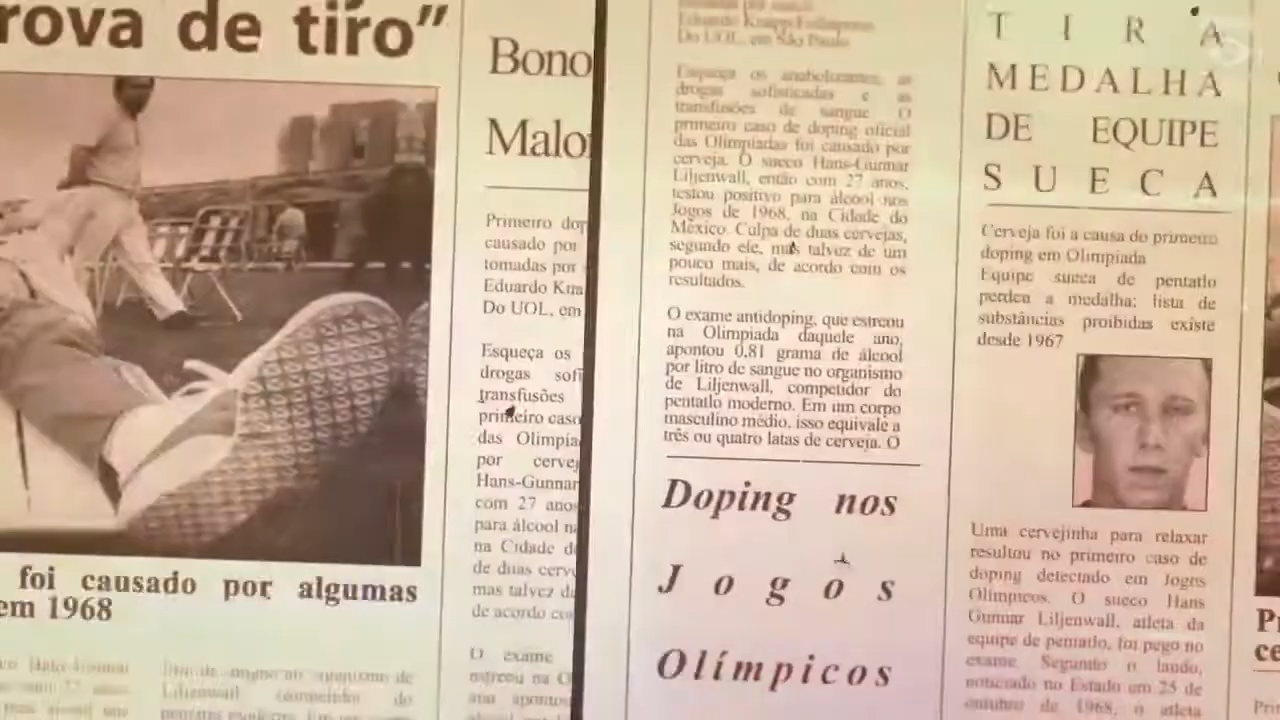 rova de tiro”
foi causado por algumas
em 1968
Bono
Malo
Primeiro dop
causado por
tomadas por
Eduardo Kna
Do UOL, em
Esqueça os
drogas sofi
transfusões
primeiro caso
das Olimpía
por cerve
Hans-Gunnar
com 27 anos
para álcool n
na Cidade d
de duas cerv
mas talvez d
de acordo co
O exame
estreou na O
Do UOL, em São Paulo
Esqueça os anabolizantes, as
drogas sofisticadas e as
transfusões de sangue. O
primeiro caso de doping oficial
das Olimpíadas foi causado por
cerveja. O sueco Hans-Gunnar
Liljenwall, então com 27 anos,
testou positivo para álcool nos
Jogos de 1968, na Cidade do
México. Culpa de duas cervejas,
segundo ele, mas talvez de um
pouco mais, de acordo com os
resultados.
O exame antidoping, que estreou
na Olimpíada daquele ano,
apontou 0,81 grama de álcool
por litro de sangue no organismo
de Liljenwall, competidor do
pentatlo moderno. Em um corpo
masculino médio, isso equivale a
três ou quatro latas de cerveja. O
Doping nos
Jogos
Olímpicos
TIRA
MEDALHA
DE EQUIPE
SUECA
Cerveja foi a causa do primeiro
doping em Olimpíada
Equipe sueca de pentatlo
perdeu a medalha; lista de
substâncias proibidas existe
desde 1967
Uma cervejinha para relaxar
resultou no primeiro caso de
doping detectado em Jogos
Olímpicos. O sueco Hans
Gunnar Liljenwall, atleta da
equipe de pentatlo, foi pego no
exame. Segundo o laudo,
noticiado no Estado em 25 de
outubro de 1968, o atleta
P
ce